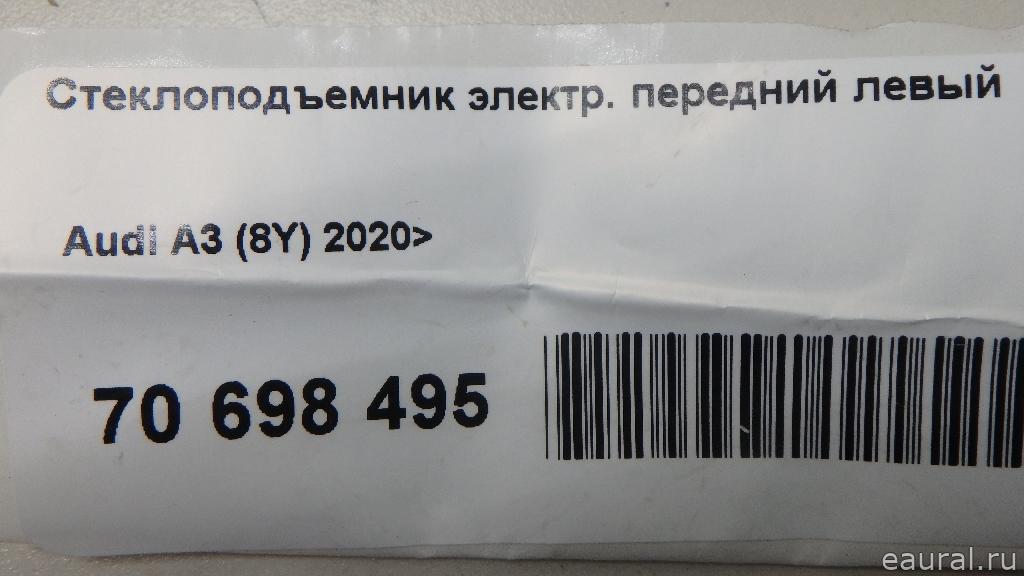 Стеклоподъемник электр. передний левый
Audi A3 (8Y) 2020>
70 698 495
eaural.ru